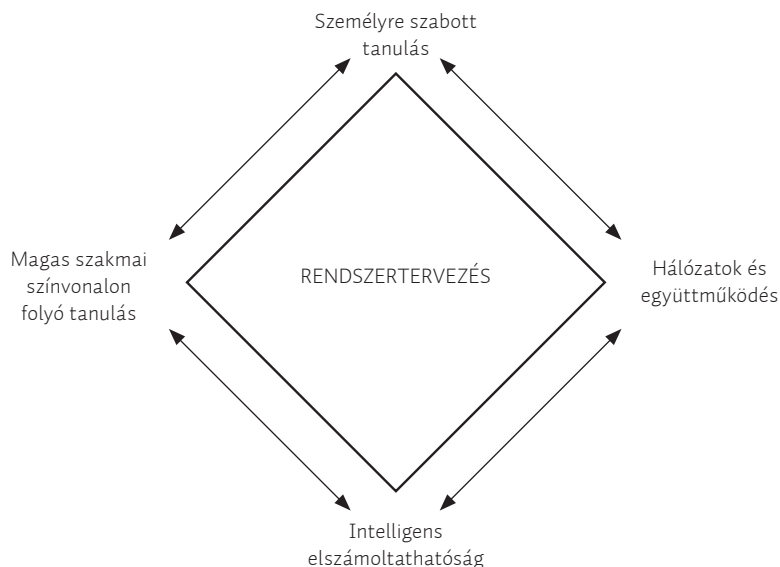 Személyre szabott
tanulás
Magas szakmai
színvonalon
folyó tanulás
RENDSZERTERVEZÉS
Hálózatok és
együttműködés
Intelligens
elszámoltathatóság